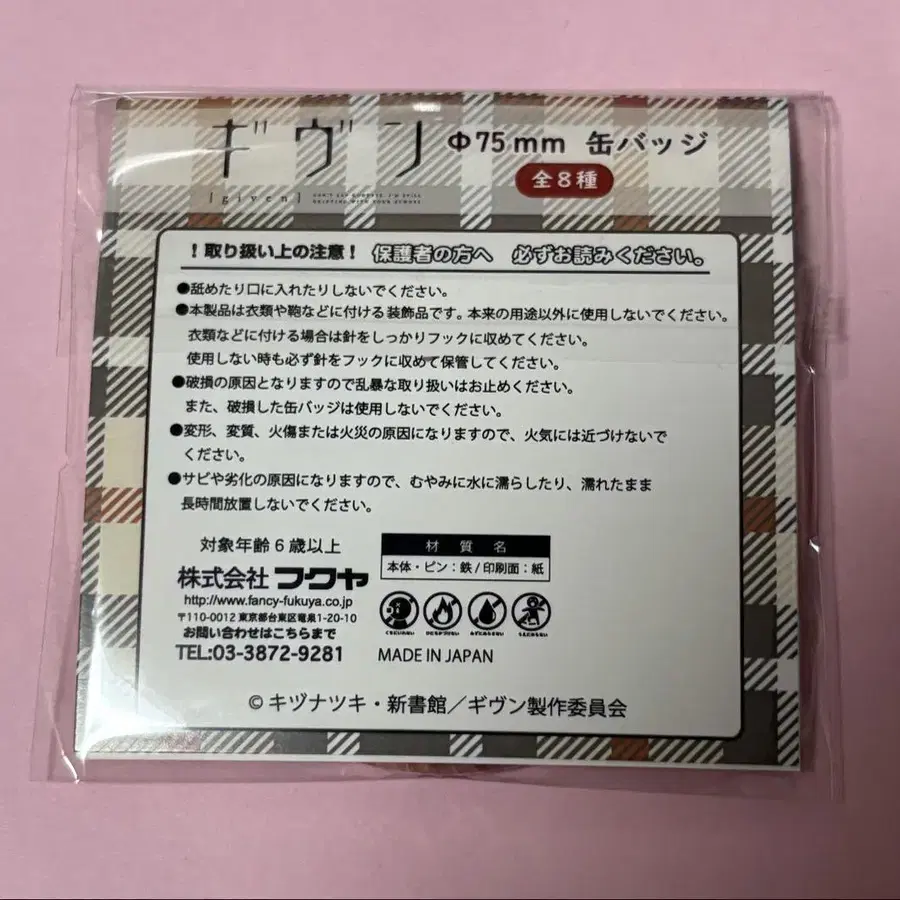 ギヴン
[given]
Φ75mm 缶バッジ
全8種
!取り扱い上の注意! 保護者の方へ 必ずお読みください。
●舐めたり口に入れたりしないでください。
●本製品は衣類や鞄などに付ける装飾品です。本来の用途以外に使用しないでください。
衣類などに付ける場合は針をしっかりフックに収めてください。
使用しない時も必ず針をフックに収めて保管してください。
●破損の原因となりますので乱暴な取り扱いはお止めください。
また、破損した缶バッジは使用しないでください。
●変形、変質、火傷または火災の原因になりますので、火気には近づけないで
ください。
●サビや劣化の原因になりますので、むやみに水に濡らしたり、濡れたまま
長時間放置しないでください。
対象年齢6歳以上
株式会社フクヤ
http://www.fancy-fukuya.co.jp
〒110-0012 東京都台東区竜泉1-20-10
お問い合わせはこちらまで
TEL:03-3872-9281
材質名
本体・ピン:鉄/印刷面:紙
MADE IN JAPAN
©キヅナツキ・新書館/ギヴン製作委員会